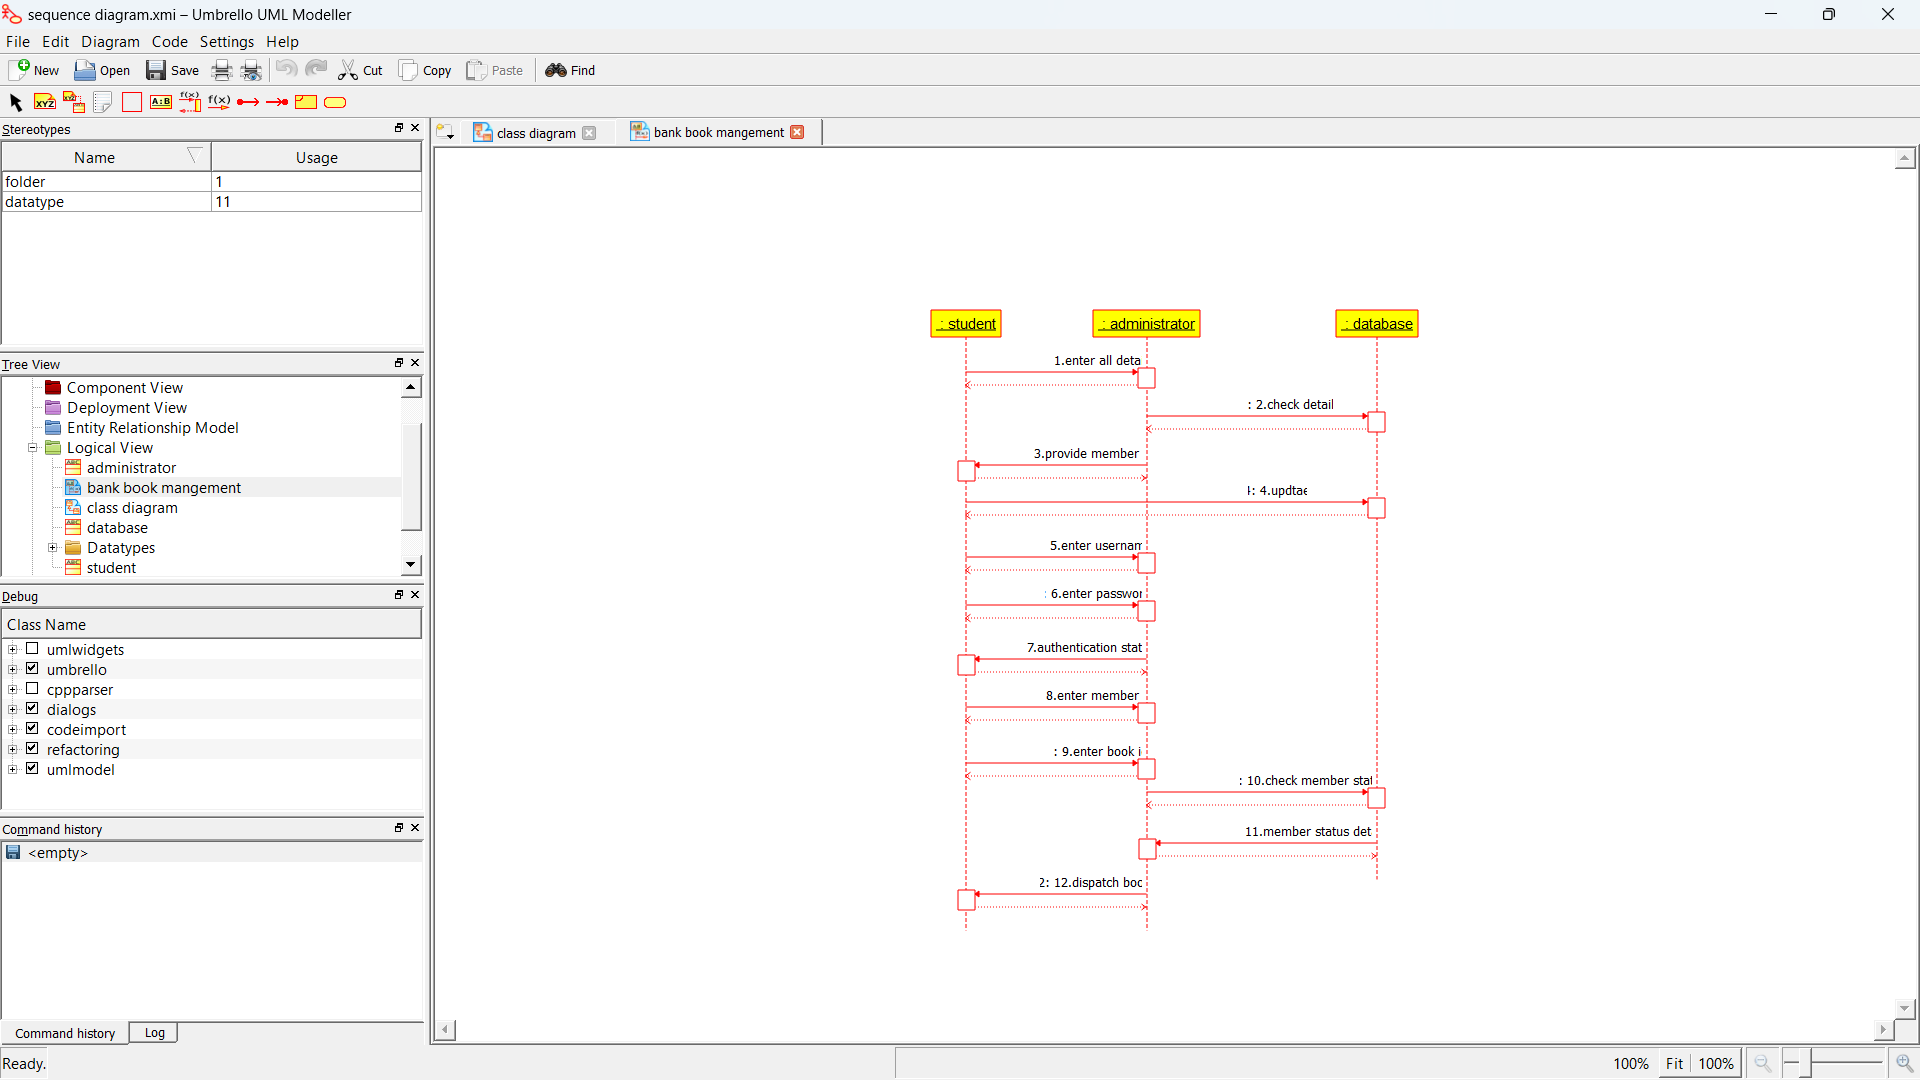 sequence diagram.xmi – Umbrello UML Modeller
File Edit Diagram Code Settings Help
New Open Save Cut Copy Paste Find
XYZ XYZ A:B f(x) f(x)
Stereotypes
Name Usage
folder 1
datatype 11
Tree View
Component View
Deployment View
Entity Relationship Model
Logical View
administrator
bank book mangement
class diagram
database
Datatypes
student
Debug
Class Name
umlwidgets
umbrello
cppparser
dialogs
codeimport
refactoring
umlmodel
Command history
<empty>
Command history Log
Ready.
class diagram bank book mangement
: student : administrator : database
1.enter all deta
: 2.check detail
3.provide member
4.updtae
5.enter usernam
: 6.enter passwor
7.authentication stat
8.enter member
: 9.enter book i
: 10.check member stat
11.member status det
2: 12.dispatch boo
100% Fit 100%